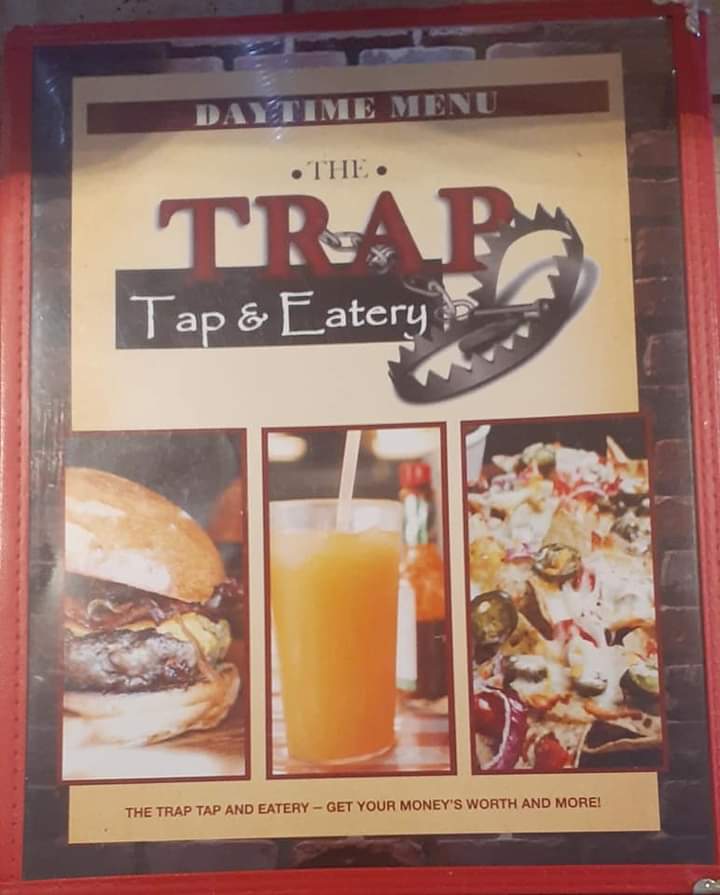 DAYTIME MENU
• THE •
TRAP
Tap & Eatery
THE TRAP TAP AND EATERY – GET YOUR MONEY'S WORTH AND MORE!